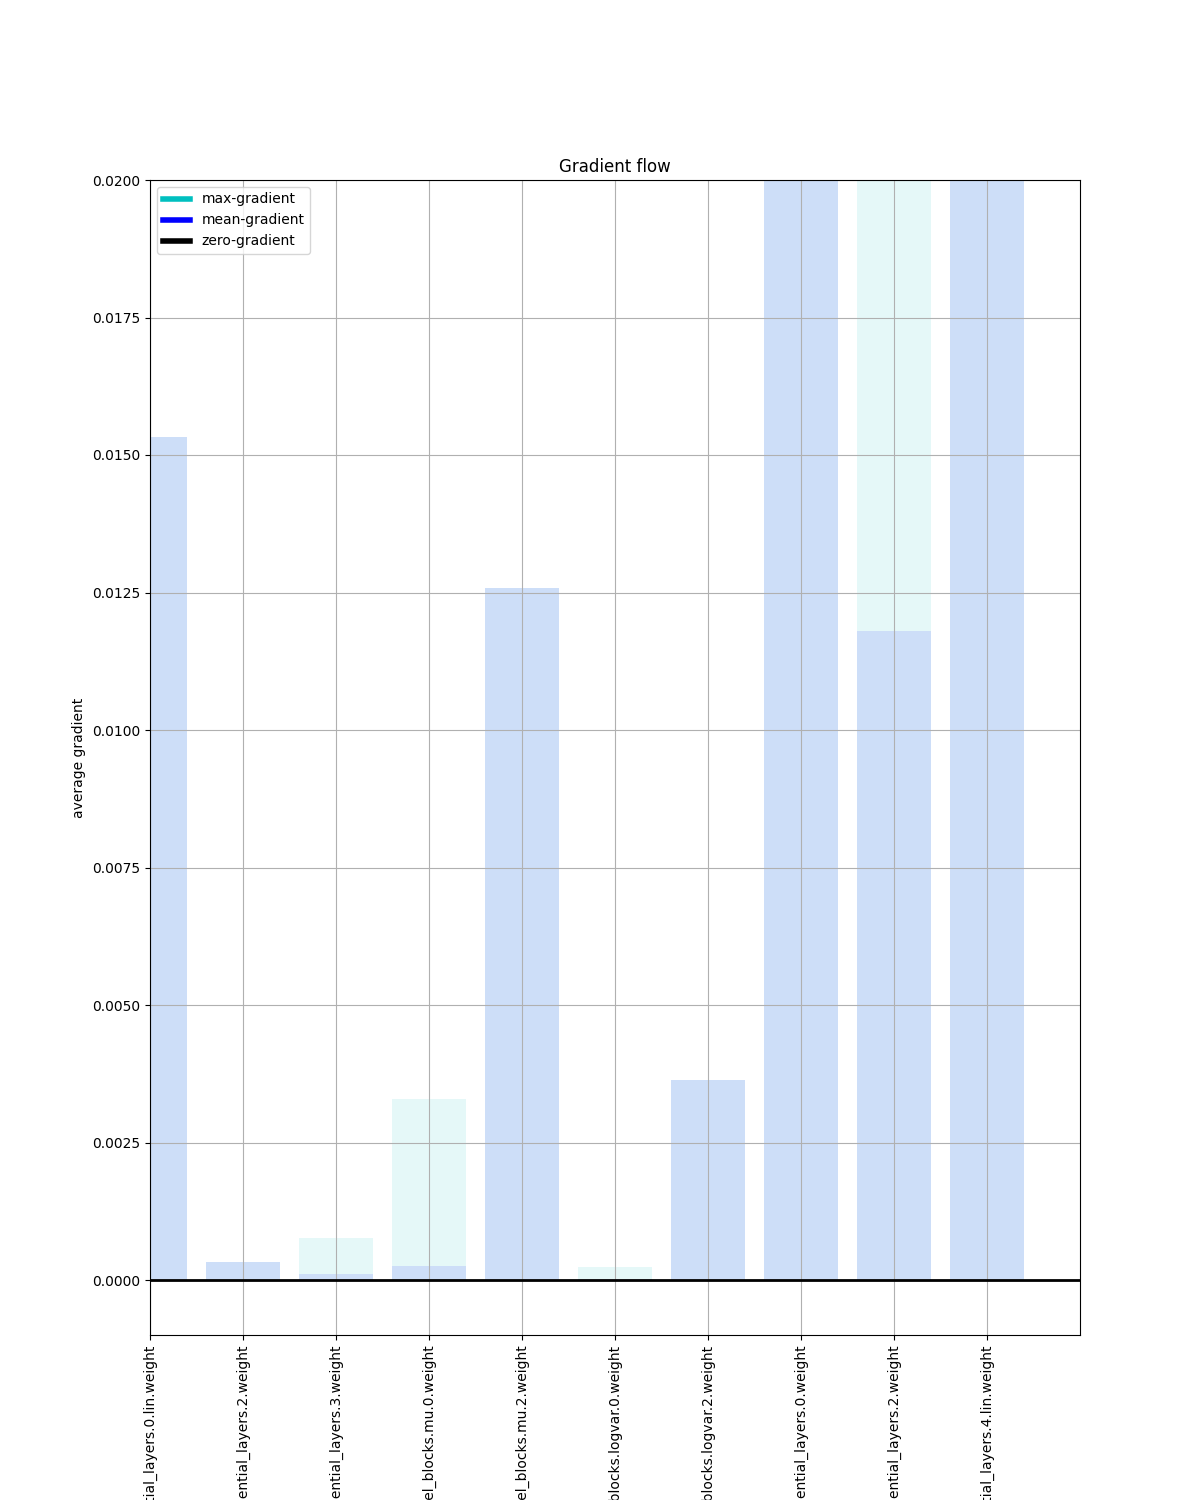 Gradient flow
max-gradient
mean-gradient
zero-gradient
0.0200
0.0175
0.0150
0.0125
0.0100
0.0075
0.0050
0.0025
0.0000
average gradient
tial_layers.0.lin.weight
ential_layers.2.weight
ential_layers.3.weight
el_blocks.mu.0.weight
el_blocks.mu.2.weight
blocks.logvar.0.weight
blocks.logvar.2.weight
ential_layers.0.weight
ential_layers.2.weight
tial_layers.4.lin.weight